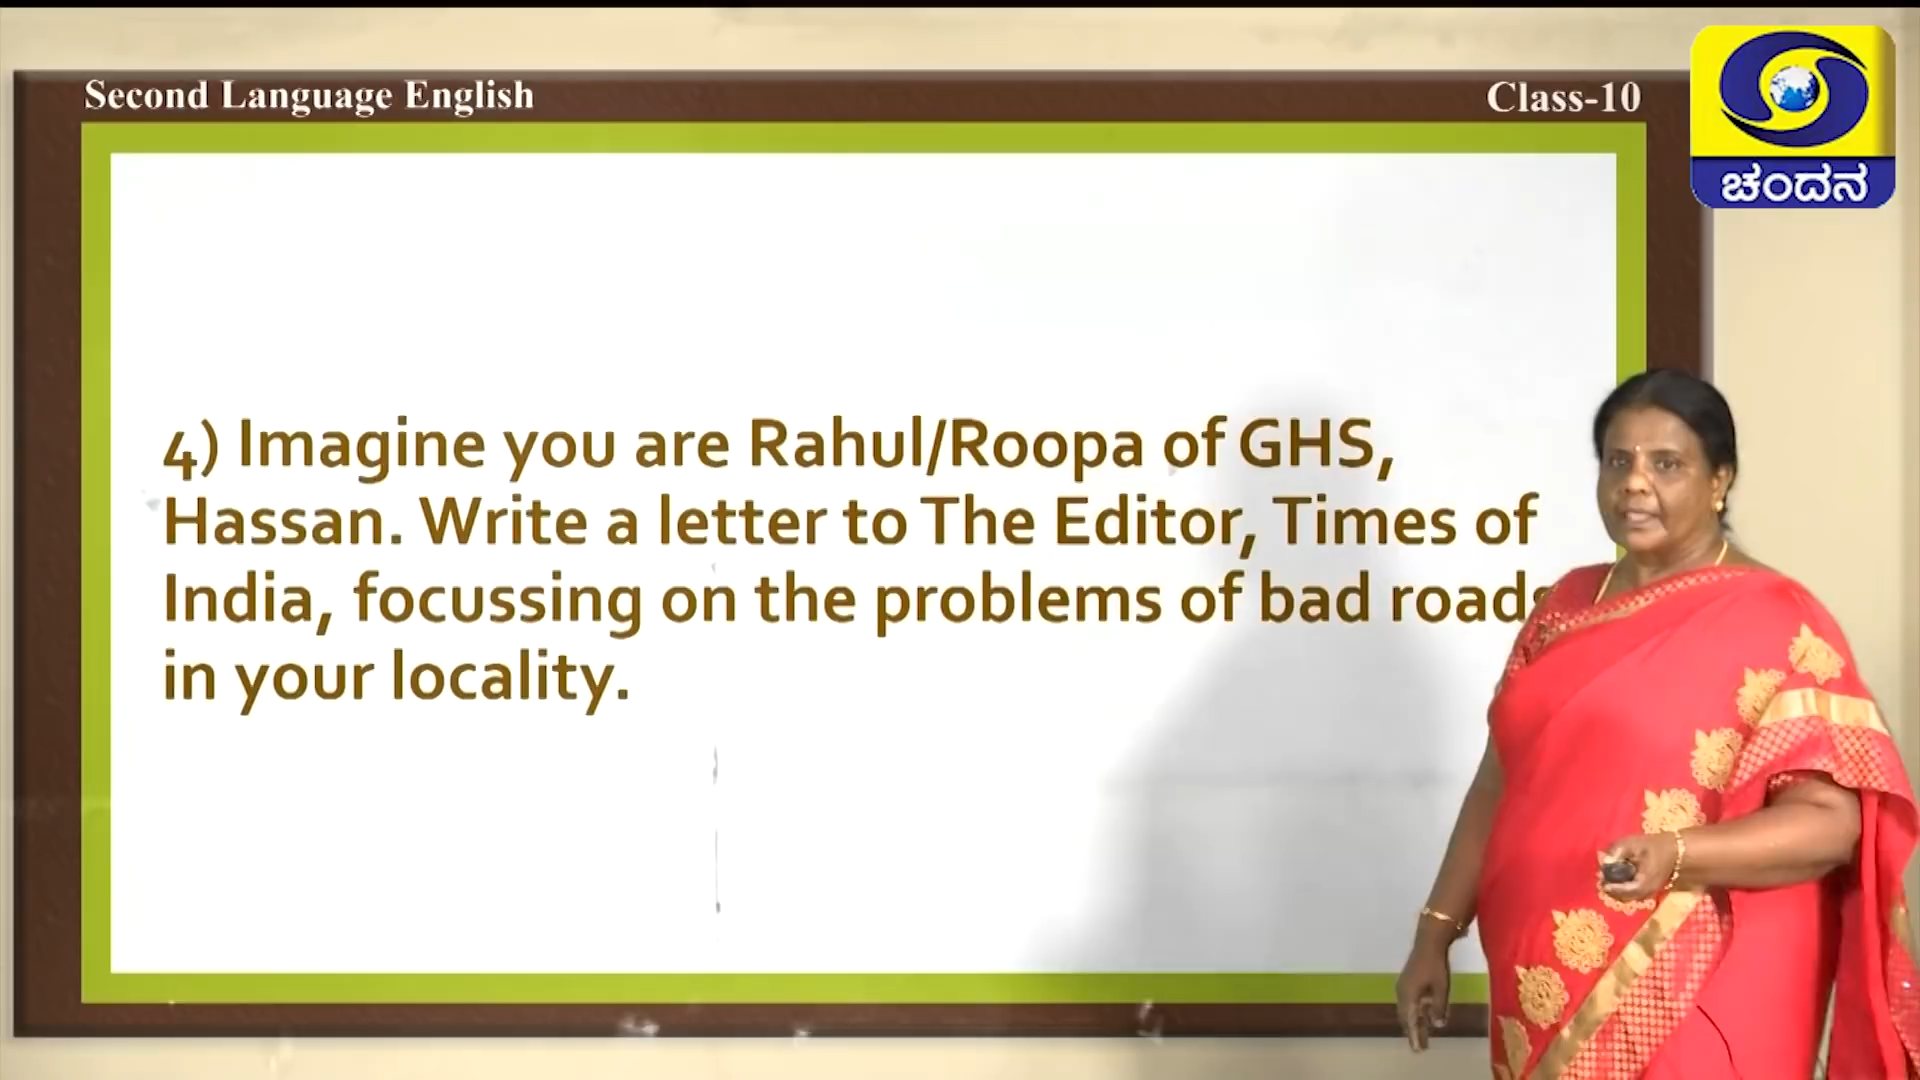 Second Language English
Class-10
ಚಂದನ
4) Imagine you are Rahul/Roopa of GHS,
Hassan. Write a letter to The Editor, Times of
India, focussing on the problems of bad roads
in your locality.